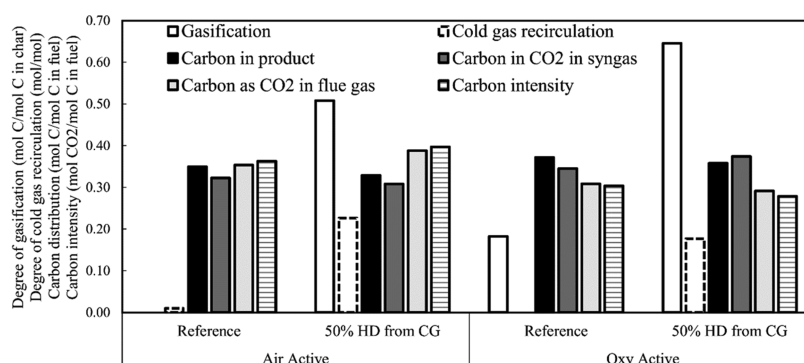 Degree of gasification (mol C/mol C in char)
Degree of cold gas recirculation (mol/mol)
Carbon distribution (mol C/mol C in fuel)
Carbon intensity (mol CO2/mol C in fuel)
0.70
0.60
0.50
0.40
0.30
0.20
0.10
0.00
Gasification
Cold gas recirculation
Carbon in product
Carbon in CO2 in syngas
Carbon as CO2 in flue gas
Carbon intensity
Reference
50% HD from CG
Reference
50% HD from CG
Air Active
Oxy Active